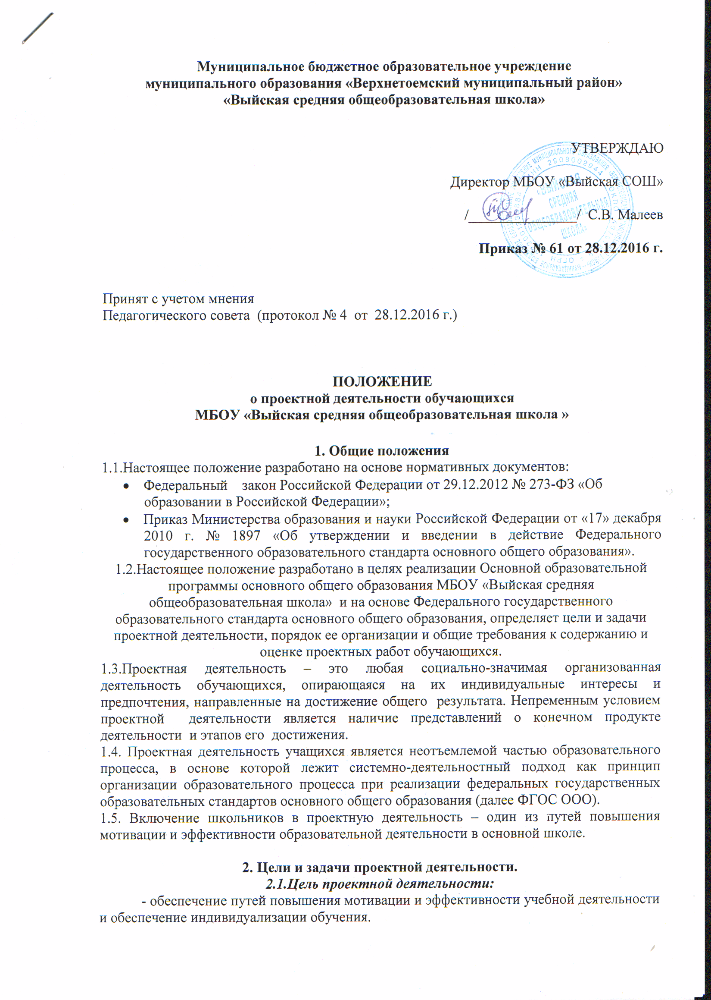 Муниципальное бюджетное образовательное учреждение
муниципального образования «Верхнетоемский муниципальный район»
«Выйская средняя общеобразовательная школа»
УТВЕРЖДАЮ
Директор МБОУ «Выйская СОШ»
/_______________/ С.В. Малеев
Приказ № 61 от 28.12.2016 г.
ИНН 2908002944
«ВЫЙСКАЯ
СРЕДНЯЯ
ОБЩЕОБРАЗОВАТЕЛЬНАЯ
ШКОЛА»
Принят с учетом мнения
Педагогического совета (протокол № 4 от 28.12.2016 г.)
ПОЛОЖЕНИЕ
о проектной деятельности обучающихся
МБОУ «Выйская средняя общеобразовательная школа »
1. Общие положения
1.1.Настоящее положение разработано на основе нормативных документов:
• Федеральный закон Российской Федерации от 29.12.2012 № 273-ФЗ «Об
образовании в Российской Федерации»;
• Приказ Министерства образования и науки Российской Федерации от «17» декабря
2010 г. № 1897 «Об утверждении и введении в действие Федерального
государственного образовательного стандарта основного общего образования».
1.2.Настоящее положение разработано в целях реализации Основной образовательной
программы основного общего образования МБОУ «Выйская средняя
общеобразовательная школа» и на основе Федерального государственного
образовательного стандарта основного общего образования, определяет цели и задачи
проектной деятельности, порядок ее организации и общие требования к содержанию и
оценке проектных работ обучающихся.
1.3.Проектная деятельность – это любая социально-значимая организованная
деятельность обучающихся, опирающаяся на их индивидуальные интересы и
предпочтения, направленные на достижение общего результата. Непременным условием
проектной деятельности является наличие представлений о конечном продукте
деятельности и этапов его достижения.
1.4. Проектная деятельность учащихся является неотъемлемой частью образовательного
процесса, в основе которой лежит системно-деятельностный подход как принцип
организации образовательного процесса при реализации федеральных государственных
образовательных стандартов основного общего образования (далее ФГОС ООО).
1.5. Включение школьников в проектную деятельность – один из путей повышения
мотивации и эффективности образовательной деятельности в основной школе.
2. Цели и задачи проектной деятельности.
2.1.Цель проектной деятельности:
- обеспечение путей повышения мотивации и эффективности учебной деятельности
и обеспечение индивидуализации обучения.